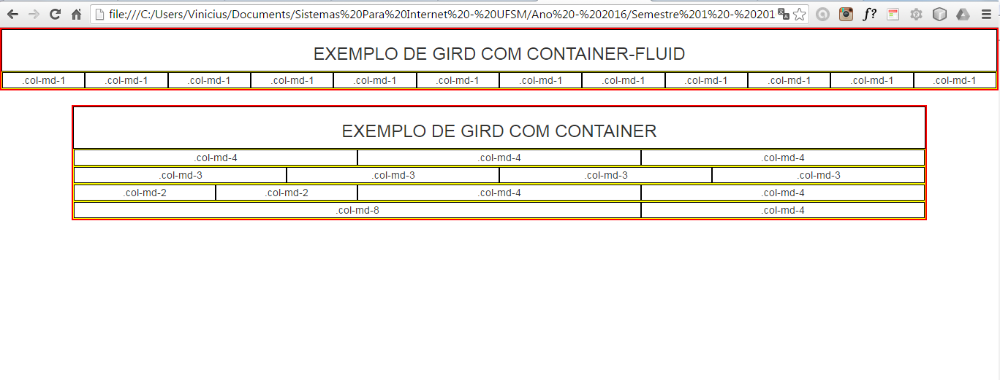 file:///C:/Users/Vinicius/Documents/Sistemas%20Para%20Internet%20-%20UFSM/Ano%20-%202016/Semestre%201%20-%20201
f?
EXEMPLO DE GIRD COM CONTAINER-FLUID
.col-md-1 .col-md-1 .col-md-1 .col-md-1 .col-md-1 .col-md-1 .col-md-1 .col-md-1 .col-md-1 .col-md-1 .col-md-1 .col-md-1
EXEMPLO DE GIRD COM CONTAINER
.col-md-4 .col-md-4 .col-md-4
.col-md-3 .col-md-3 .col-md-3 .col-md-3
.col-md-2 .col-md-2 .col-md-4 .col-md-4
.col-md-8 .col-md-4